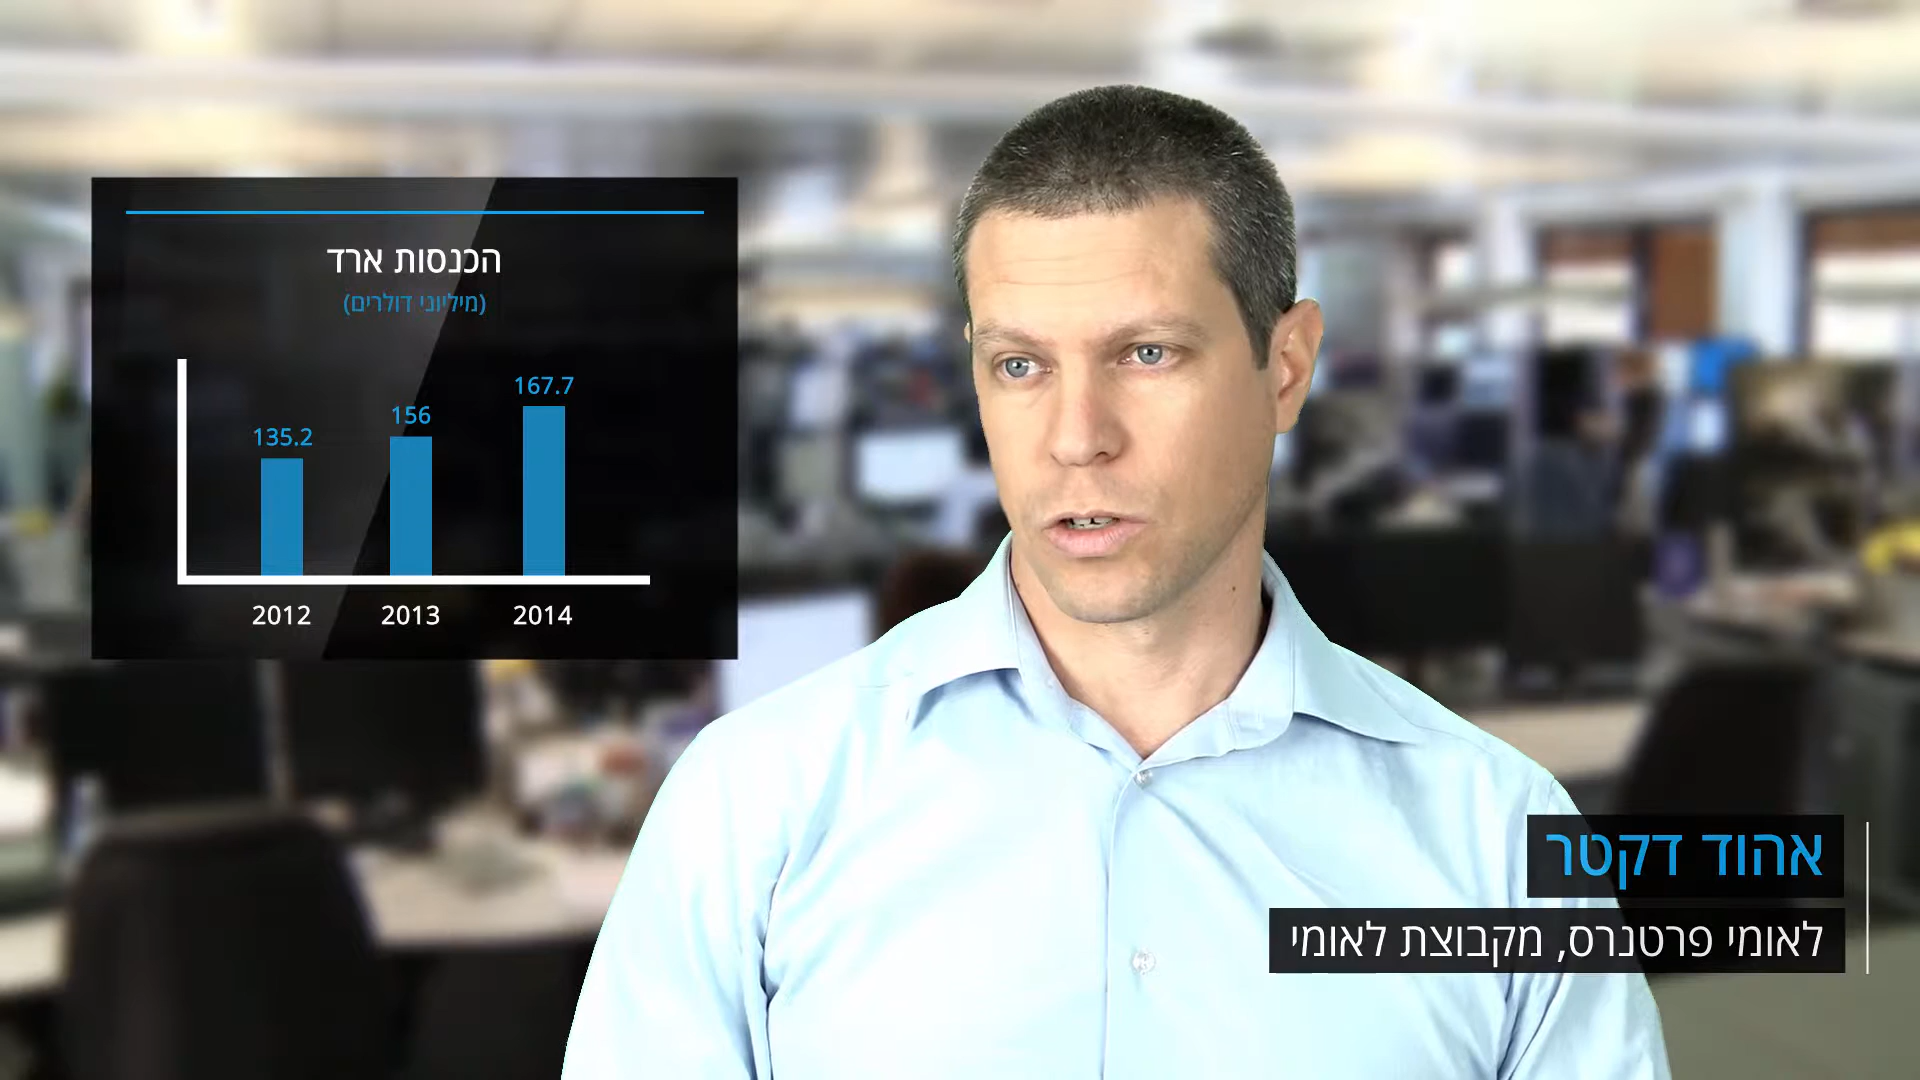 הכנסות ארד
(מיליוני דולרים)
135.2
156
167.7
2012
2013
2014
אהוד דקטר
לאומי פרטנרס, מקבוצת לאומי